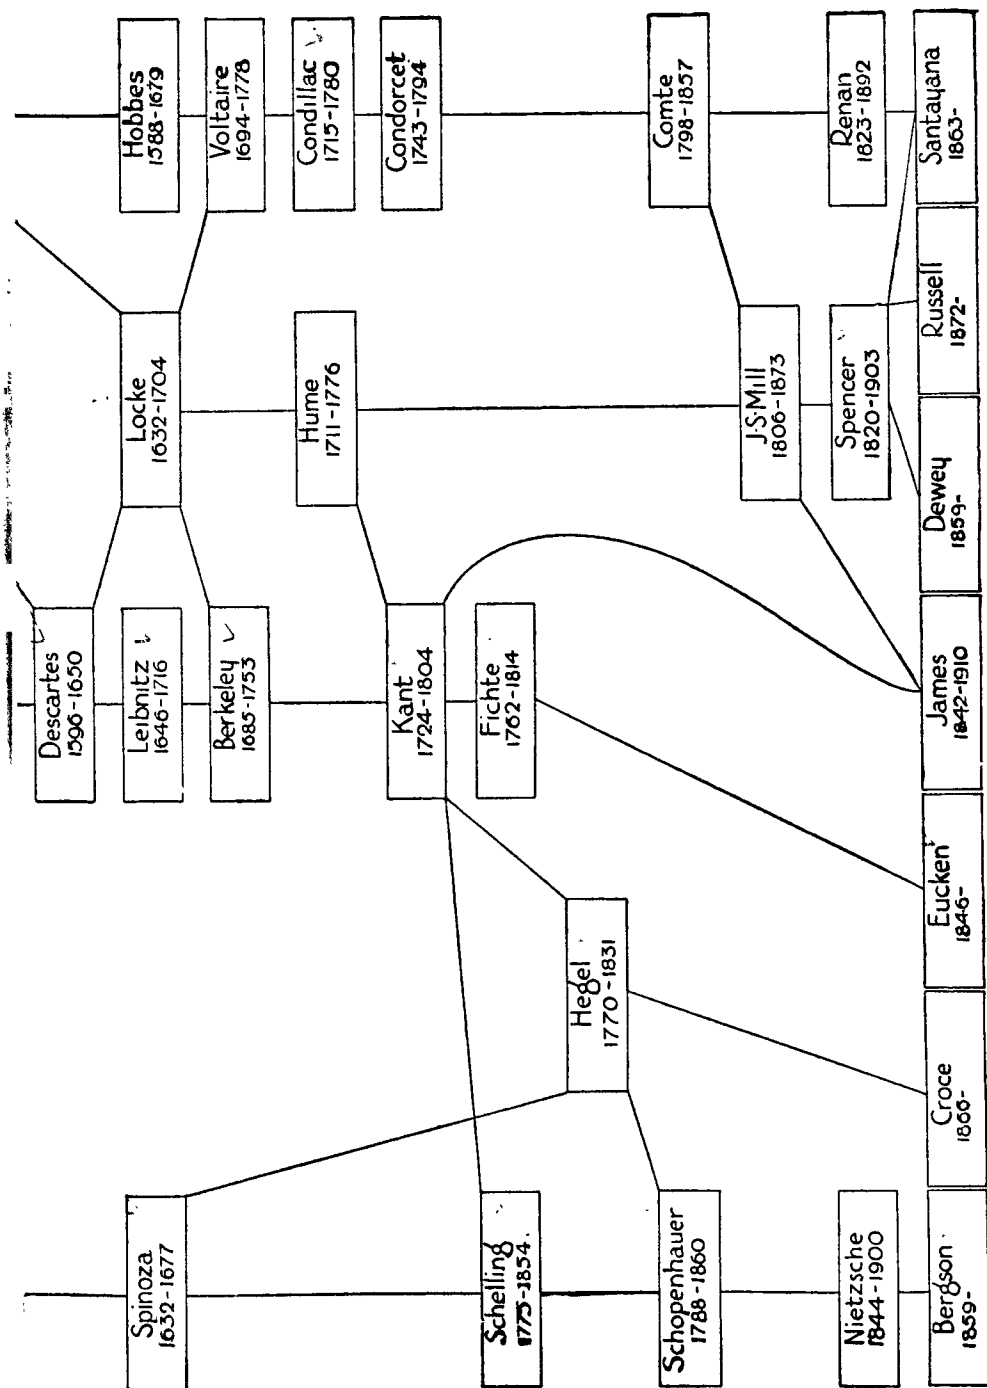 Hobbes
1588-1679
Voltaire
1694-1778
Condillac
1715-1780
Condorcet
1743-1794
Comte
1798-1857
Renan
1823-1892
Santayana
1863-
Locke
1632-1704
Hume
1711-1776
J.S.Mill
1806-1873
Spencer
1820-1903
Russell
1872-
Dewey
1859-
Descartes
1596-1650
Leibnitz
1646-1716
Berkeley
1685-1753
Kant
1724-1804
Fichte
1762-1814
James
1842-1910
Eucken
1846-
Hegel
1770-1831
Croce
1866-
Spinoza
1632-1677
Schelling
1775-1854.
Schopenhauer
1788-1860
Nietzsche
1844-1900
Bergson
1859-